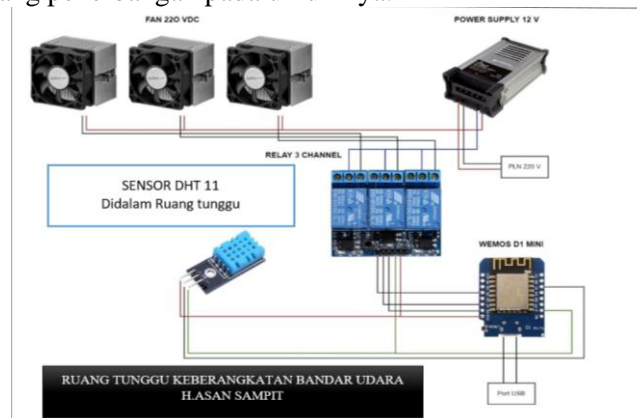 FAN 22O VDC
POWER SUPPLY 12 V
RELAY 3 CHANNEL
PLN 220 V
SENSOR DHT 11
Didalam Ruang tunggu
WEMOS D1 MINI
RUANG TUNGGU KEBERANGKATAN BANDAR UDARA
H.ASAN SAMPIT
Port USB